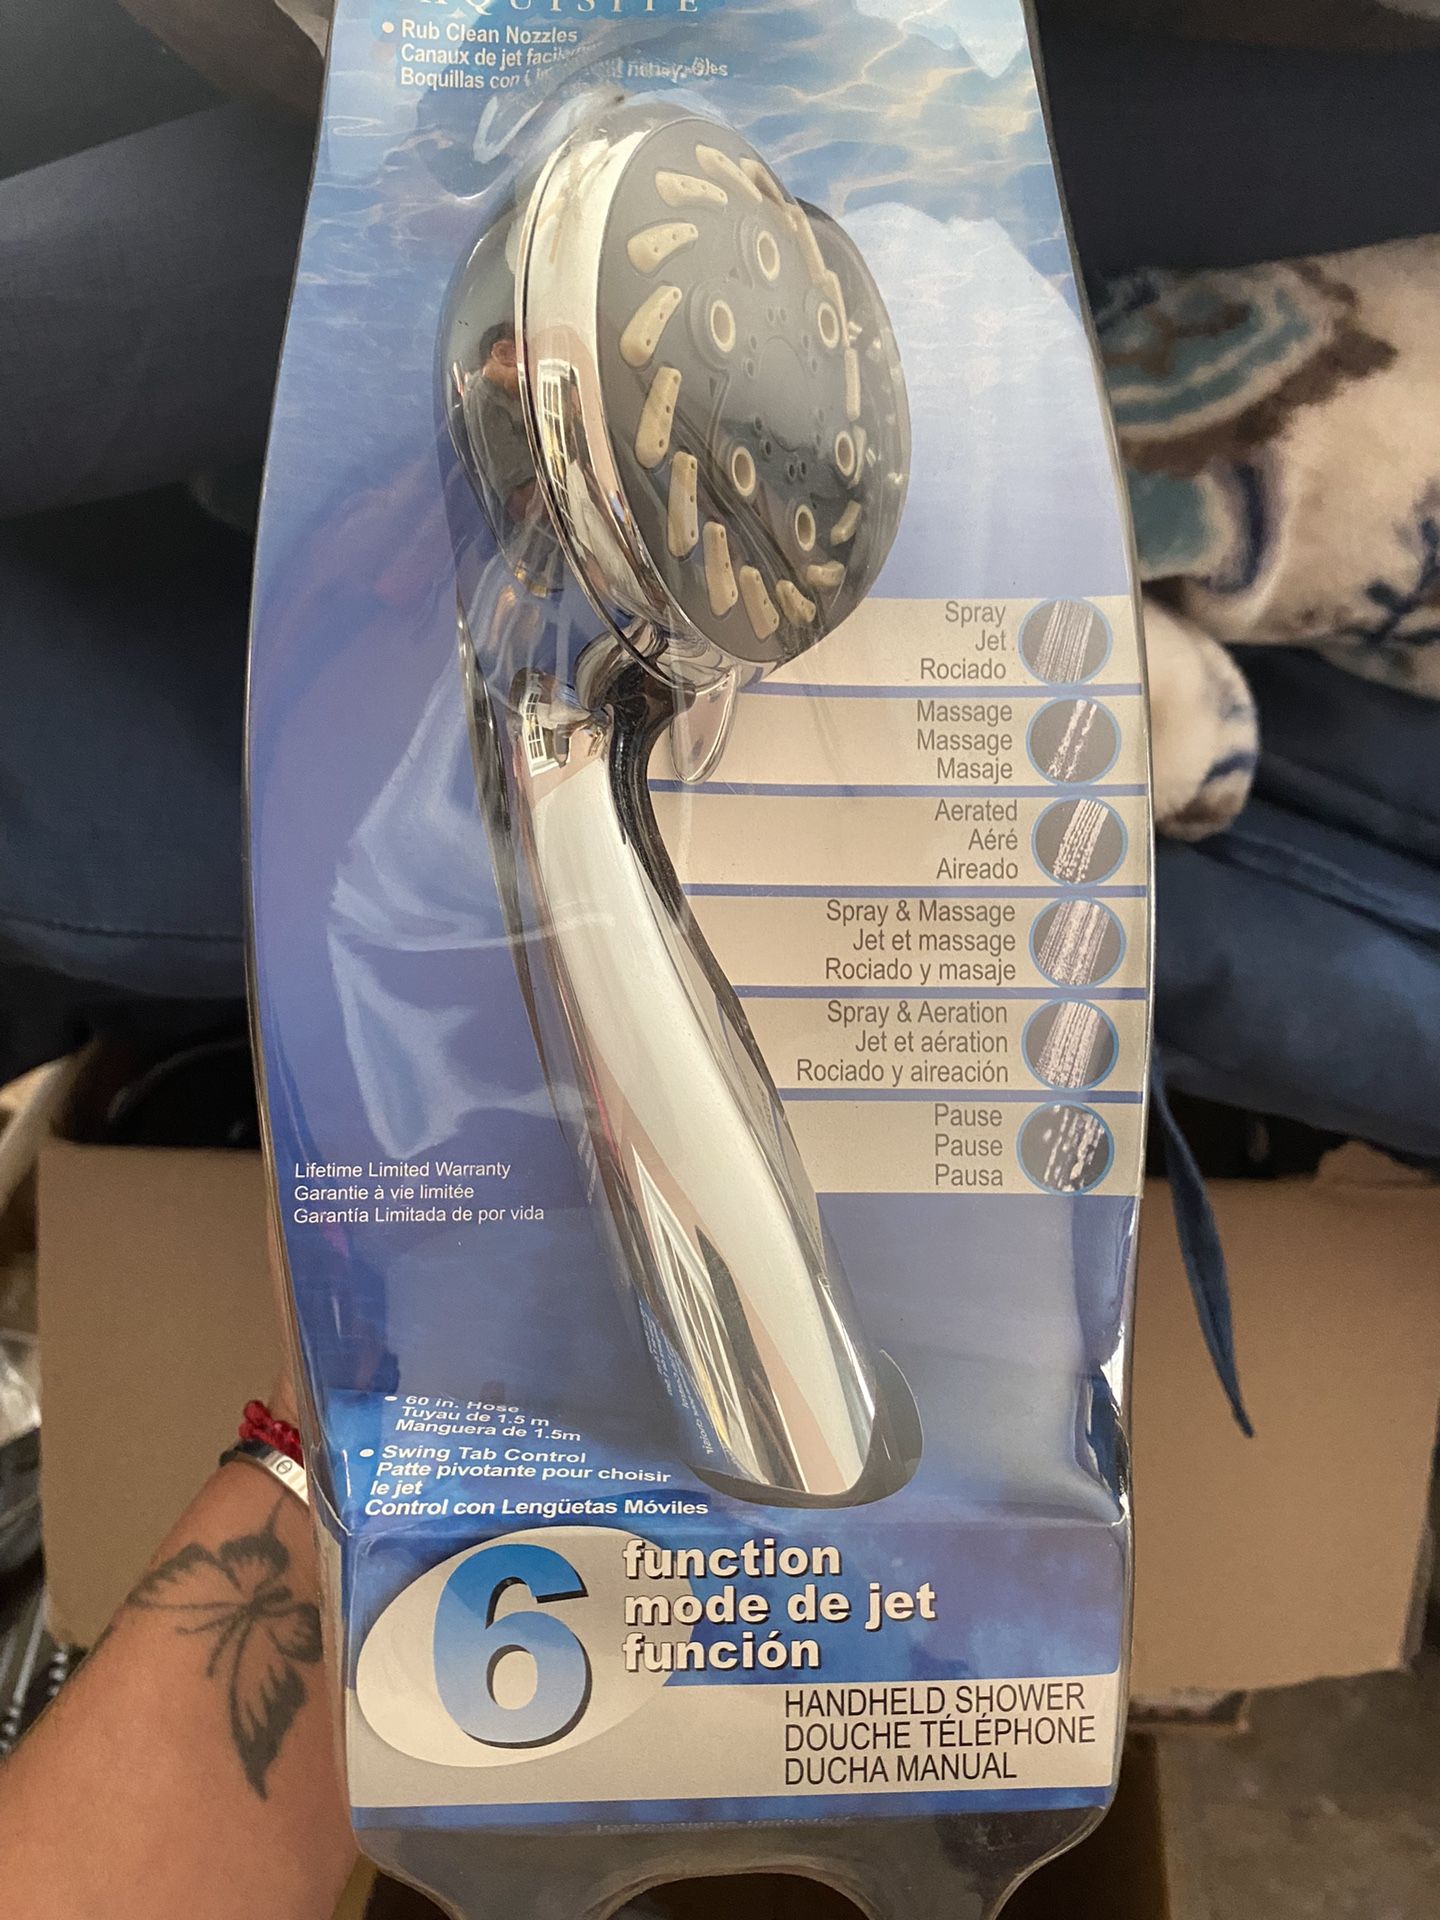 • Rub Clean Nozzles
Canaux de jet
Boquillas con
Spray
Jet
Rociado
Massage
Massage
Masaje
Aerated
Aéré
Aireado
Spray & Massage
Jet et massage
Rociado y masaje
Spray & Aeration
Jet et aération
Rociado y aireación
Pause
Pause
Pausa
Lifetime Limited Warranty
Garantie à vie limitée
Garantía Limitada de por vida
• 60 in. Hose
Tuyau de 1.5 m
Manguera de 1.5m
• Swing Tab Control
Patte pivotante pour choisir
le jet
Control con Lengüetas Móviles
6
function
mode de jet
función
HANDHELD SHOWER
DOUCHE TÉLÉPHONE
DUCHA MANUAL